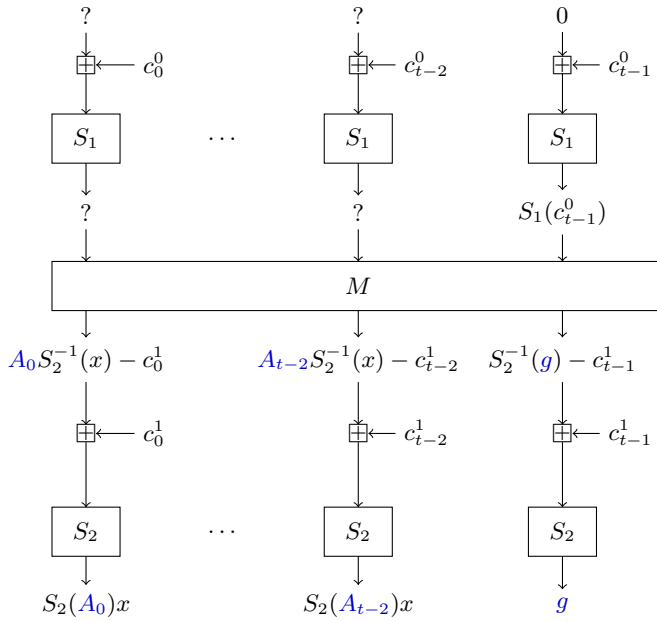 ? ? 0
c_0^0 c_{t-2}^0 c_{t-1}^0
S_1 ... S_1 S_1
? ? S_1(c_{t-1}^0)
M
A_0S_2^{-1}(x) − c_0^1 A_{t-2}S_2^{-1}(x) − c_{t-2}^1 S_2^{-1}(g) − c_{t-1}^1
c_0^1 c_{t-2}^1 c_{t-1}^1
S_2 ... S_2 S_2
S_2(A_0)x S_2(A_{t-2})x g